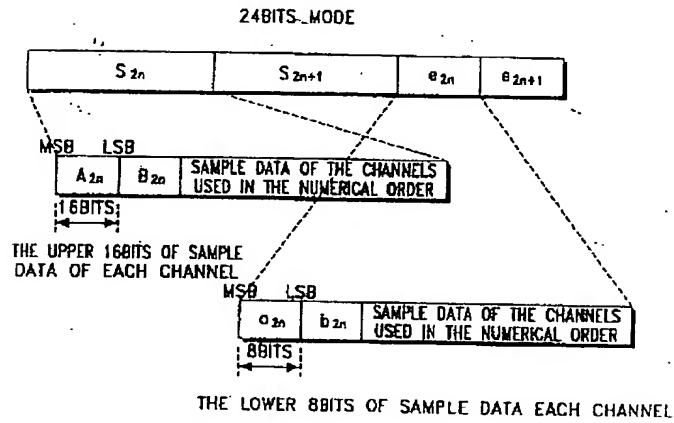 24BITS_MODE
S2n S2n+1 e2n e2n+1
MSB LSB
A2n B2n SAMPLE DATA OF THE CHANNELS
USED IN THE NUMERICAL ORDER
16BITS
THE UPPER 16BITS OF SAMPLE
DATA OF EACH CHANNEL
MSB LSB
a2n b2n SAMPLE DATA OF THE CHANNELS
USED IN THE NUMERICAL ORDER
8BITS
THE LOWER 8BITS OF SAMPLE DATA EACH CHANNEL